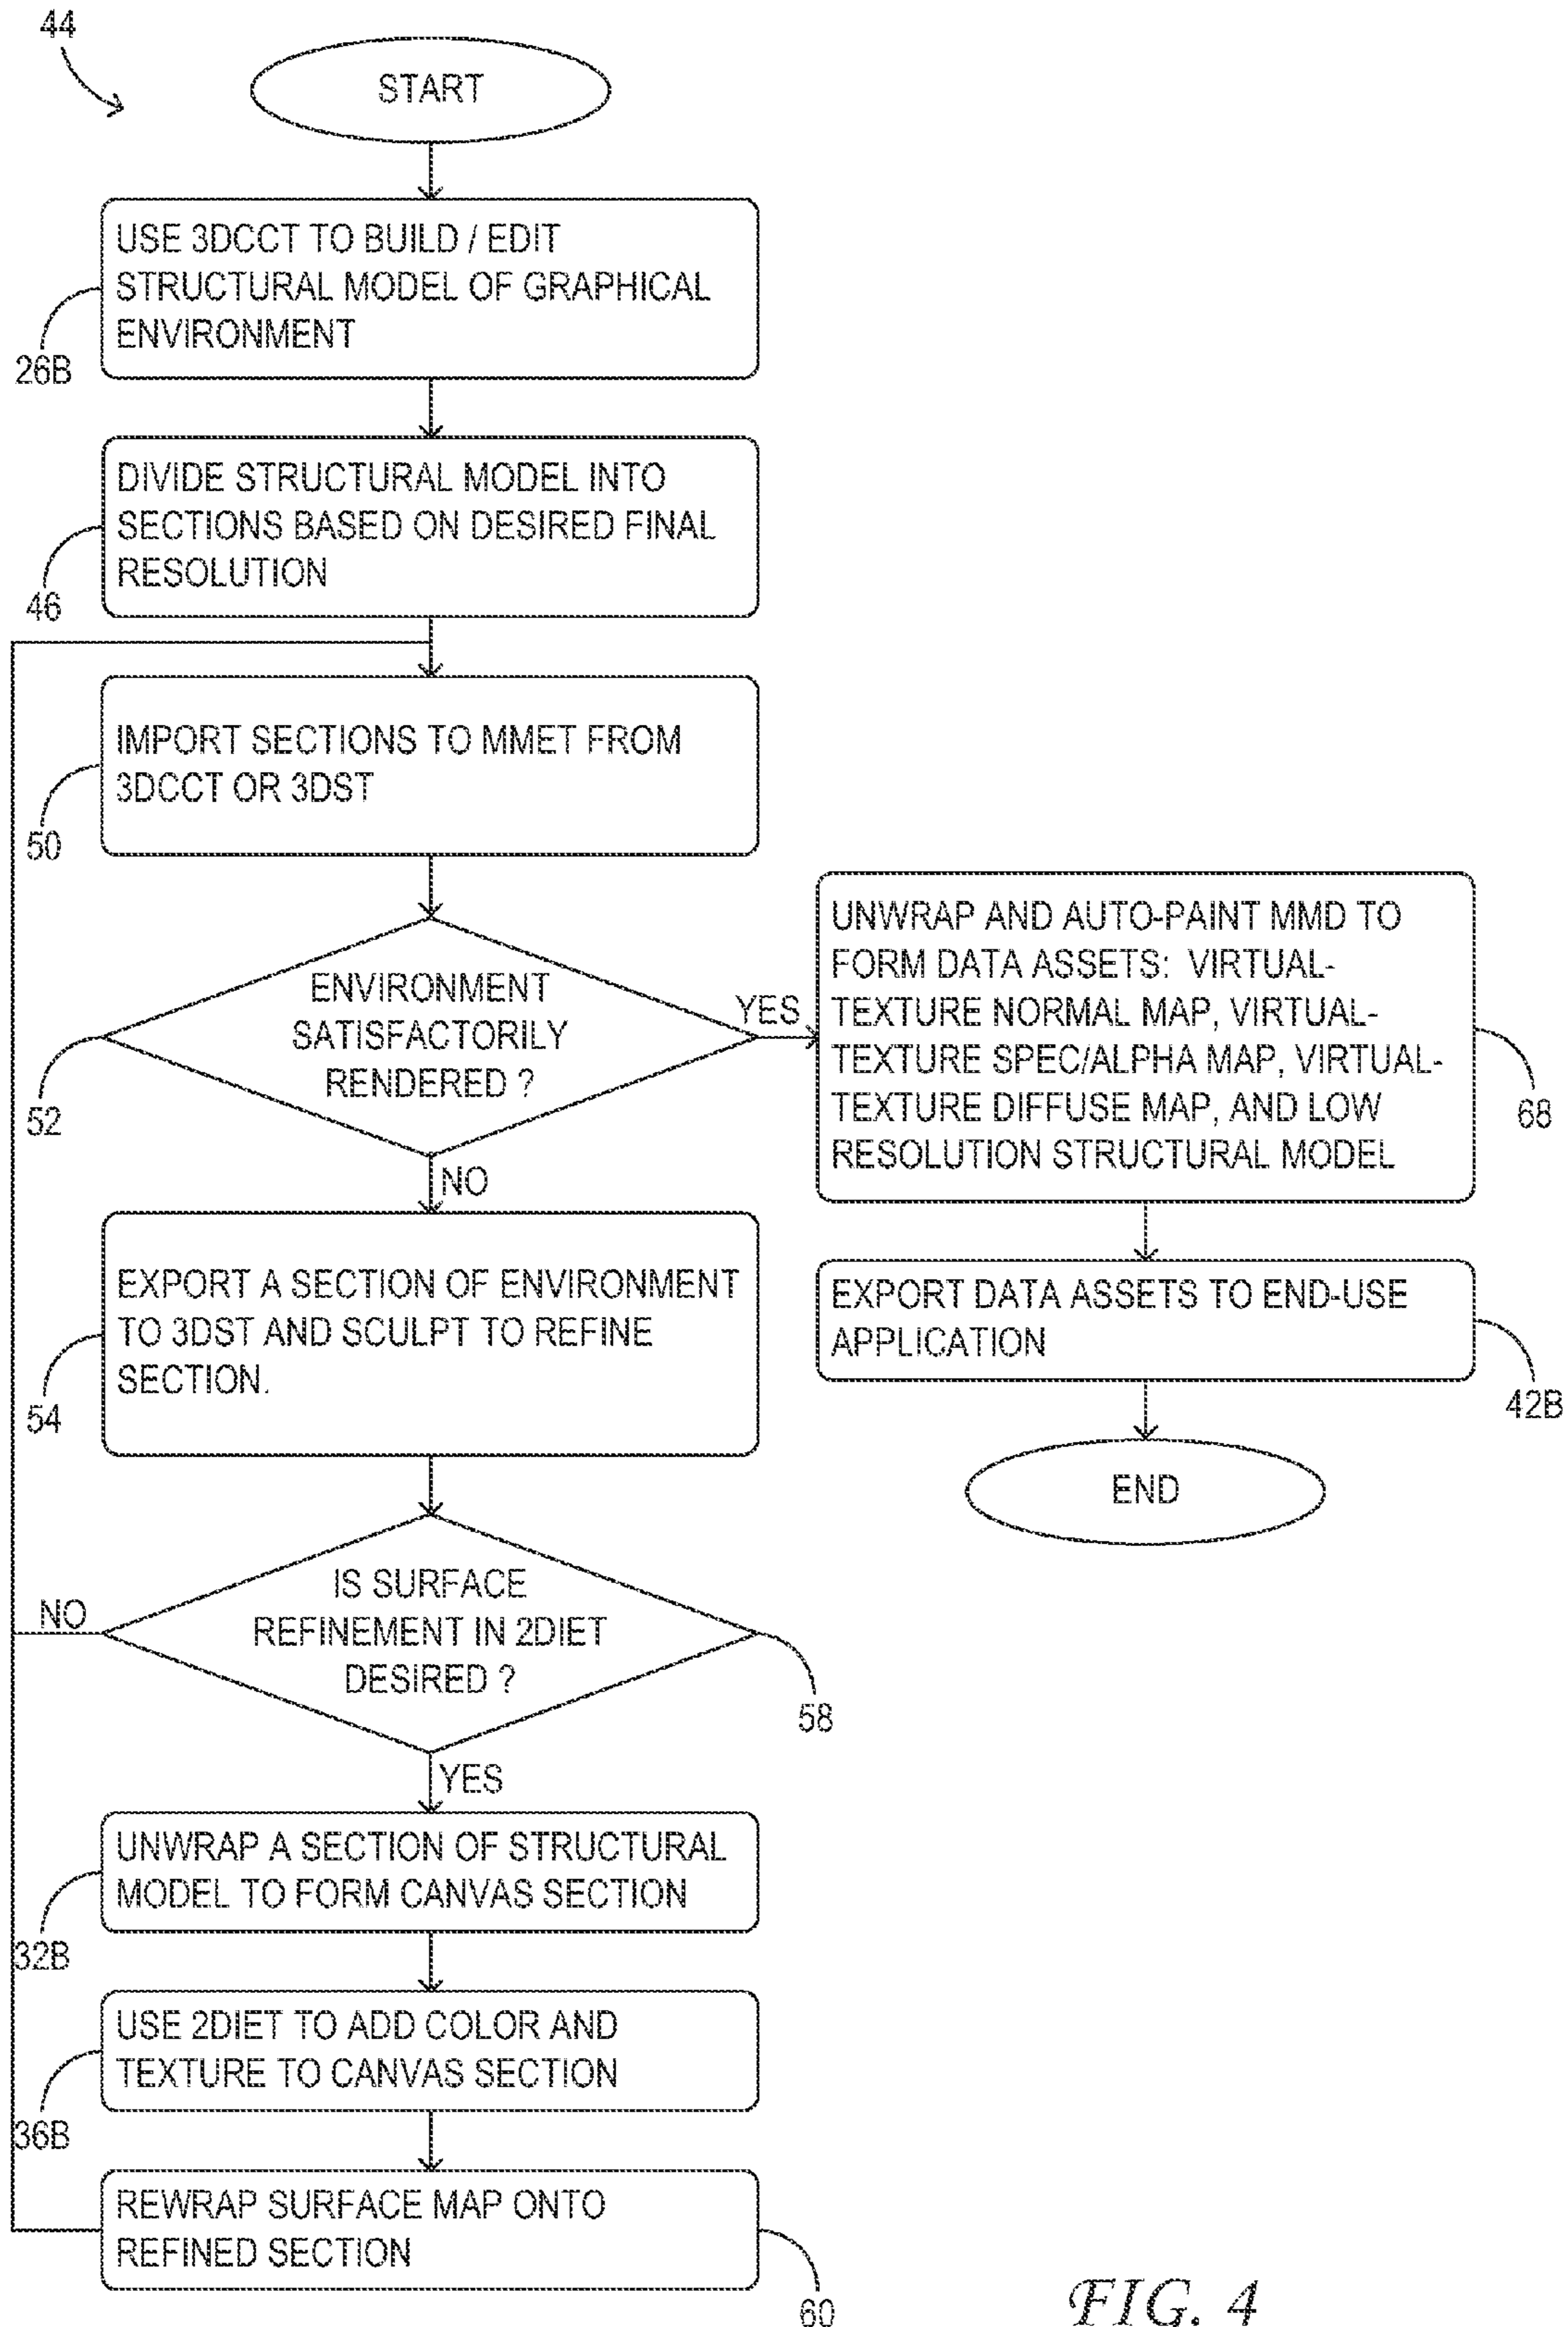 44
START
USE 3DCCT TO BUILD / EDIT
STRUCTURAL MODEL OF GRAPHICAL
ENVIRONMENT
26B
DIVIDE STRUCTURAL MODEL INTO
SECTIONS BASED ON DESIRED FINAL
RESOLUTION
46
IMPORT SECTIONS TO MMET FROM
3DCCT OR 3DST
50
ENVIRONMENT
SATISFACTORILY
RENDERED ?
52
YES
NO
UNWRAP AND AUTO-PAINT MMD TO
FORM DATA ASSETS: VIRTUAL-
TEXTURE NORMAL MAP, VIRTUAL-
TEXTURE SPEC/ALPHA MAP, VIRTUAL-
TEXTURE DIFFUSE MAP, AND LOW
RESOLUTION STRUCTURAL MODEL
68
EXPORT DATA ASSETS TO END-USE
APPLICATION
42B
END
EXPORT A SECTION OF ENVIRONMENT
TO 3DST AND SCULPT TO REFINE
SECTION.
54
IS SURFACE
REFINEMENT IN 2DIET
DESIRED ?
NO
58
YES
UNWRAP A SECTION OF STRUCTURAL
MODEL TO FORM CANVAS SECTION
32B
USE 2DIET TO ADD COLOR AND
TEXTURE TO CANVAS SECTION
36B
REWRAP SURFACE MAP ONTO
REFINED SECTION
60
FIG. 4